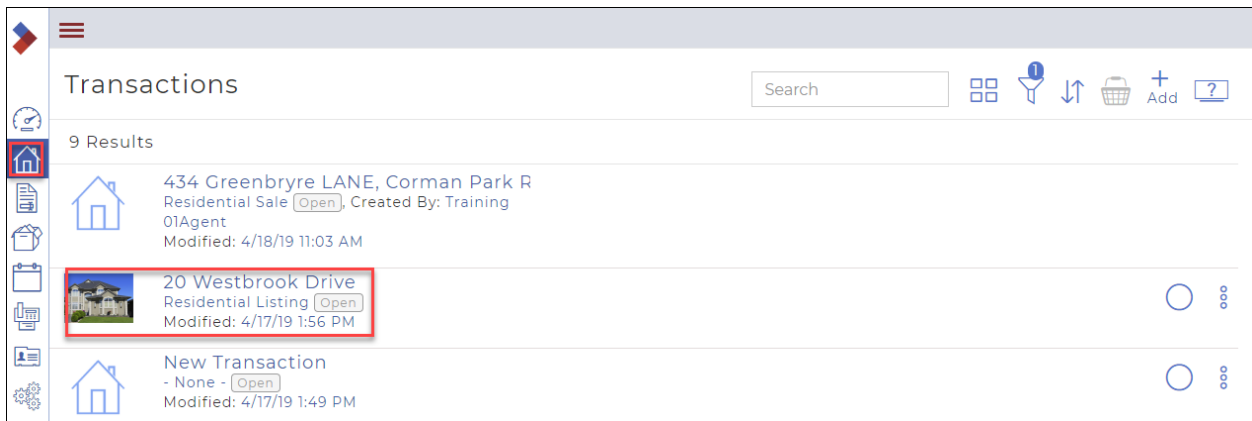 Transactions
Search
1
Add
?
9 Results
434 Greenbryre LANE, Corman Park R
Residential Sale Open, Created By: Training
01Agent
Modified: 4/18/19 11:03 AM
20 Westbrook Drive
Residential Listing Open
Modified: 4/17/19 1:56 PM
New Transaction
- None - Open
Modified: 4/17/19 1:49 PM